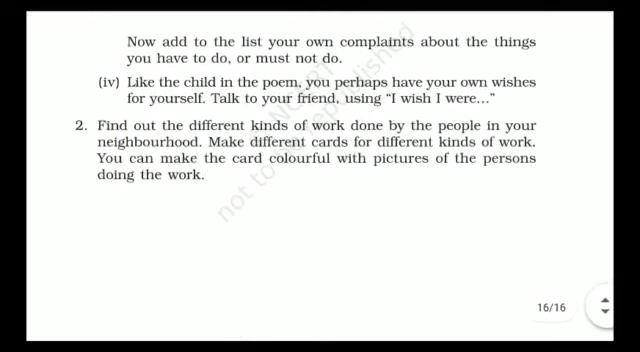 Now add to the list your own complaints about the things
you have to do, or must not do.
(iv) Like the child in the poem, you perhaps have your own wishes
for yourself. Talk to your friend, using “I wish I were...”
2. Find out the different kinds of work done by the people in your
neighbourhood. Make different cards for different kinds of work.
You can make the card colourful with pictures of the persons
doing the work.
not to be republished
16/16